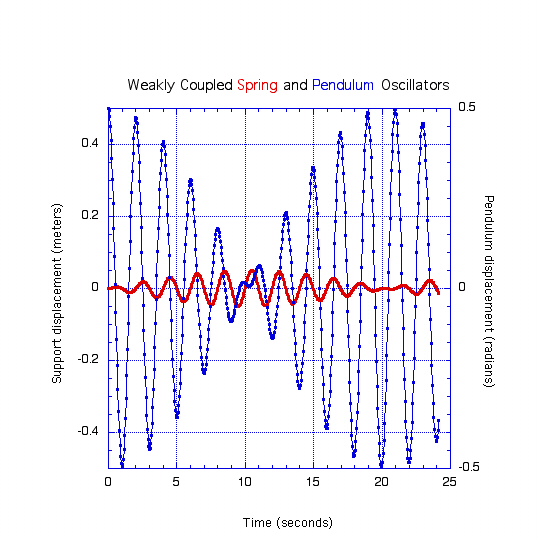 Weakly Coupled Spring and Pendulum Oscillators
0.5
0.4
0.2
0
0
-0.2
-0.4
-0.5
Support displacement (meters)
Pendulum displacement (radians)
0 5 10 15 20 25
Time (seconds)